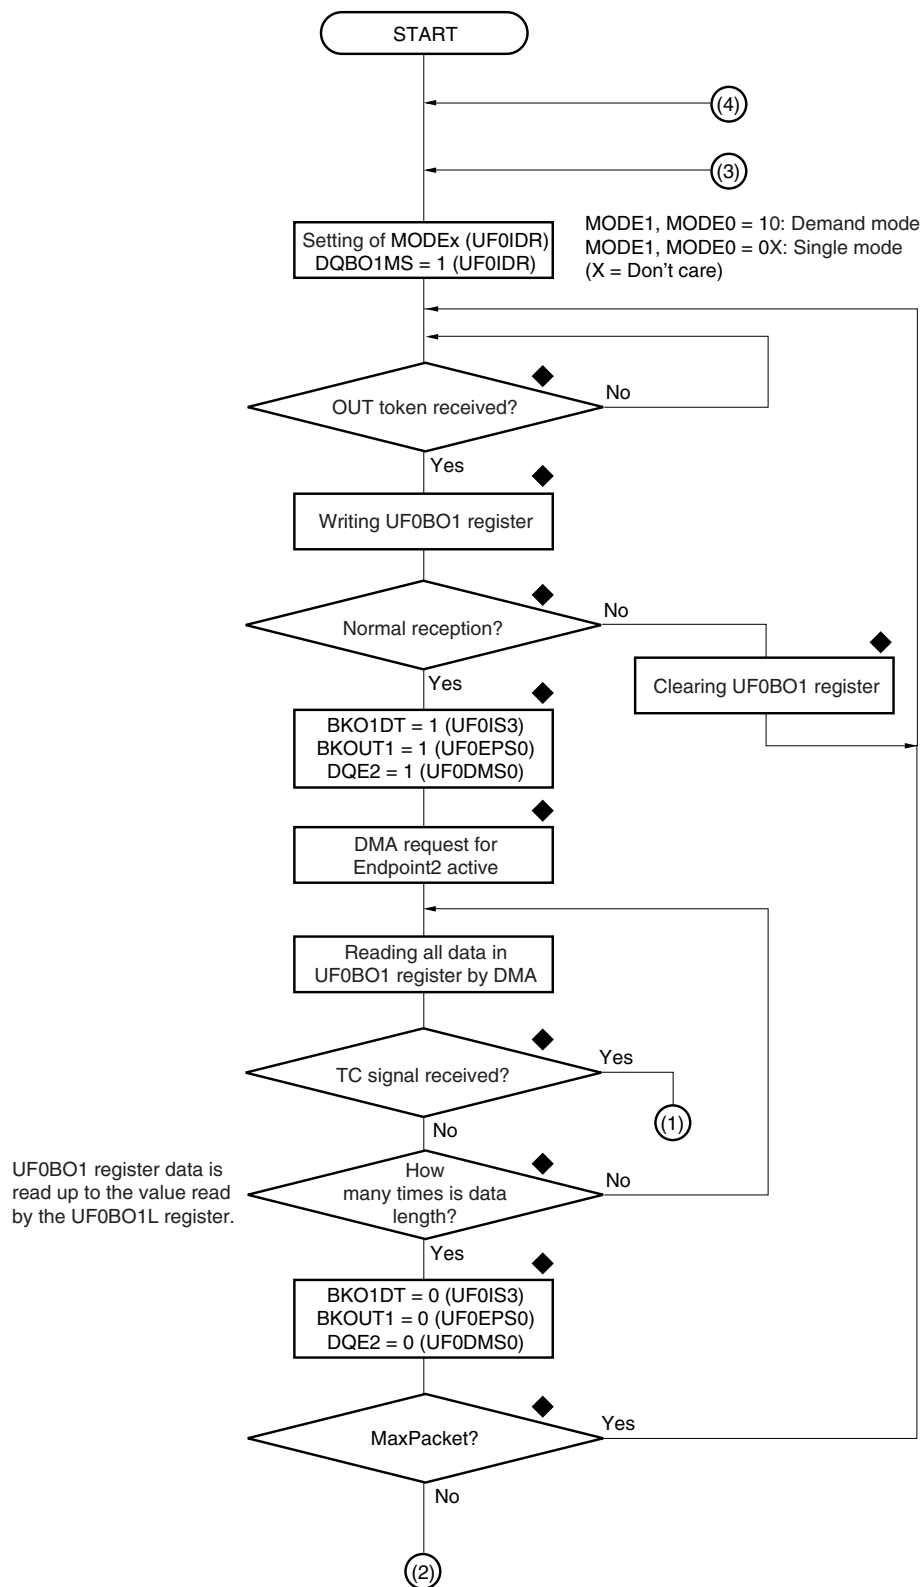 START
(4)
(3)
Setting of MODEx (UF0IDR)
DQBO1MS = 1 (UF0IDR)
MODE1, MODE0 = 10: Demand mode
MODE1, MODE0 = 0X: Single mode
(X = Don't care)
OUT token received?
No
Yes
Writing UF0BO1 register
Normal reception?
No
Yes
Clearing UF0BO1 register
BKO1DT = 1 (UF0IS3)
BKOUT1 = 1 (UF0EPS0)
DQE2 = 1 (UF0DMS0)
DMA request for
Endpoint2 active
Reading all data in
UF0BO1 register by DMA
TC signal received?
Yes
(1)
No
UF0BO1 register data is
read up to the value read
by the UF0BO1L register.
How
many times is data
length?
No
Yes
BKO1DT = 0 (UF0IS3)
BKOUT1 = 0 (UF0EPS0)
DQE2 = 0 (UF0DMS0)
MaxPacket?
Yes
No
(2)